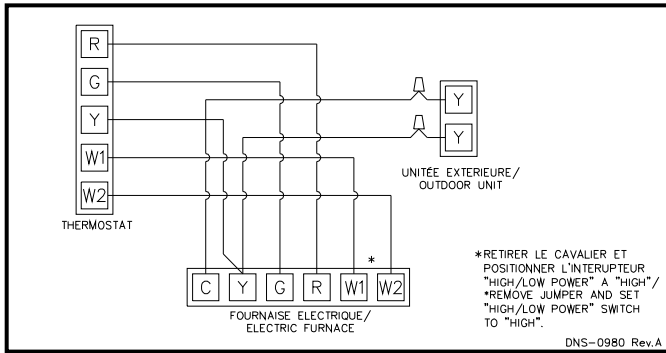 R
G
Y
W1
W2
THERMOSTAT
Y
Y
UNITÉE EXTERIEURE/
OUTDOOR UNIT
C Y G R W1 * W2
FOURNAISE ELECTRIQUE/
ELECTRIC FURNACE
*RETIRER LE CAVALIER ET
POSITIONNER L'INTERUPTEUR
"HIGH/LOW POWER" A "HIGH"/
*REMOVE JUMPER AND SET
"HIGH/LOW POWER" SWITCH
TO "HIGH".
DNS-0980 Rev.A